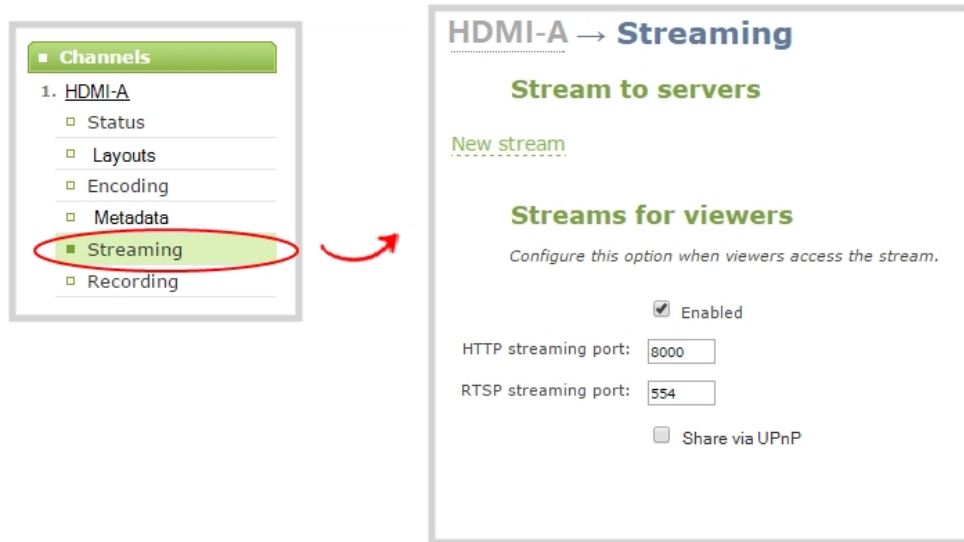 Channels
1. HDMI-A
Status
Layouts
Encoding
Metadata
Streaming
Recording
HDMI-A → Streaming
Stream to servers
New stream
Streams for viewers
Configure this option when viewers access the stream.
Enabled
HTTP streaming port: 8000
RTSP streaming port: 554
Share via UPnP